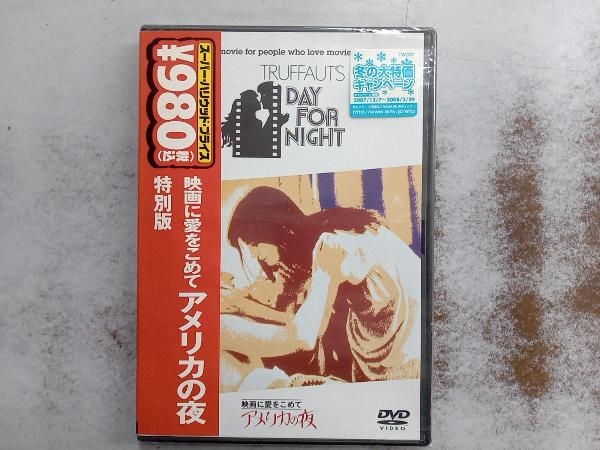 スーパー・ハリウッド・プライス
¥980(税込)
映画に愛をこめて アメリカの夜
特別版
movie for people who love movie
TRUFFAUT'S
DAY
FOR
NIGHT
冬の大特価
キャンペーン
2007/12/7~2008/2/29
映画に愛をこめて
アメリカの夜
DVD
VIDEO